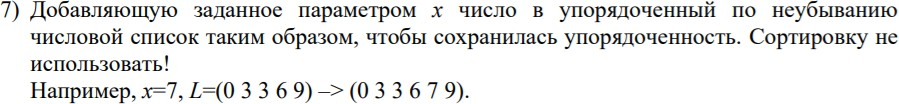 7) Добавляющую заданное параметром x число в упорядоченный по неубыванию
числовой список таким образом, чтобы сохранилась упорядоченность. Сортировку не
использовать!
Например, x=7, L=(0 3 3 6 9) –> (0 3 3 6 7 9).